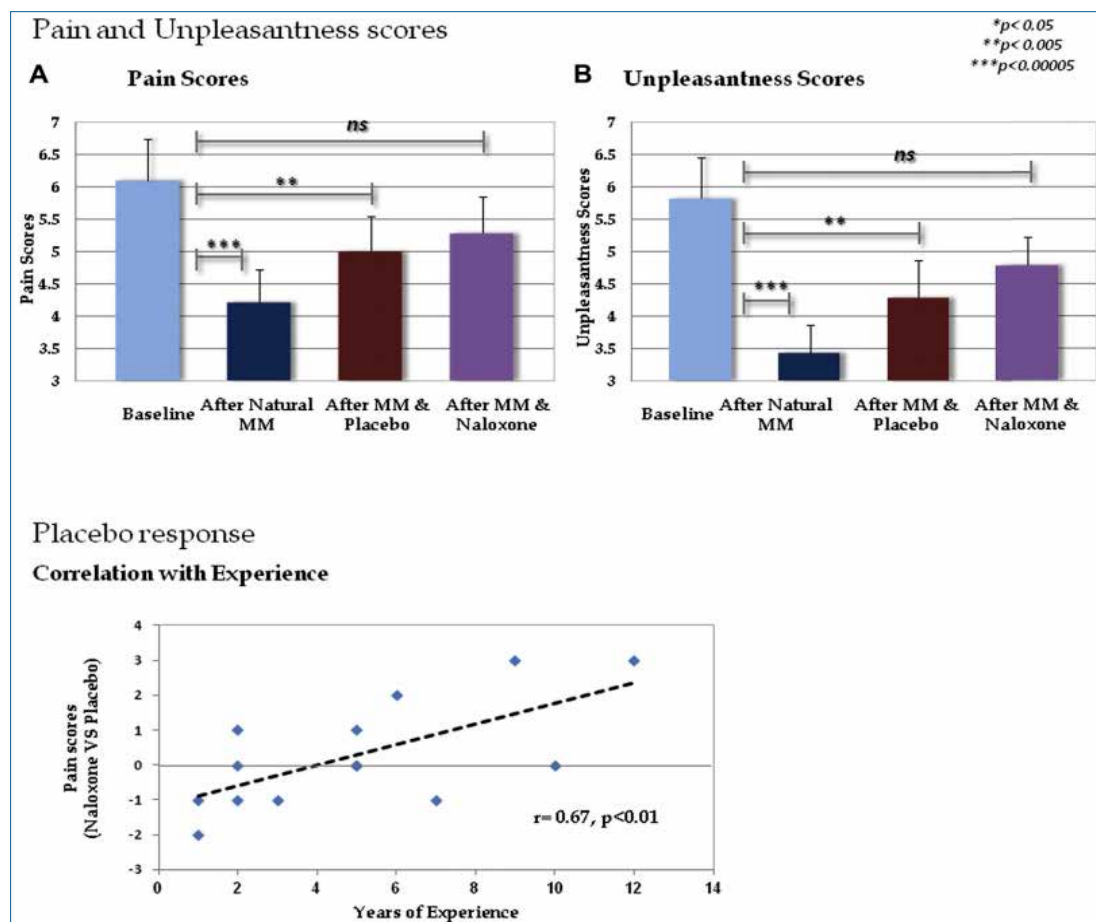 Pain and Unpleasantness scores
*p< 0.05
**p< 0.005
***p<0.00005
A Pain Scores
7
6.5
6
5.5
5
4.5
4
3.5
3
Pain Scores
ns
**
***
Baseline
After Natural MM
After MM & Placebo
After MM & Naloxone
B Unpleasantness Scores
7
6.5
6
5.5
5
4.5
4
3.5
3
Unpleasantness Scores
ns
**
***
Baseline
After Natural MM
After MM & Placebo
After MM & Naloxone
Placebo response
Correlation with Experience
Pain scores
(Naloxone VS Placebo)
4
3
2
1
0
-1
-2
-3
r= 0.67, p<0.01
0 2 4 6 8 10 12 14
Years of Experience